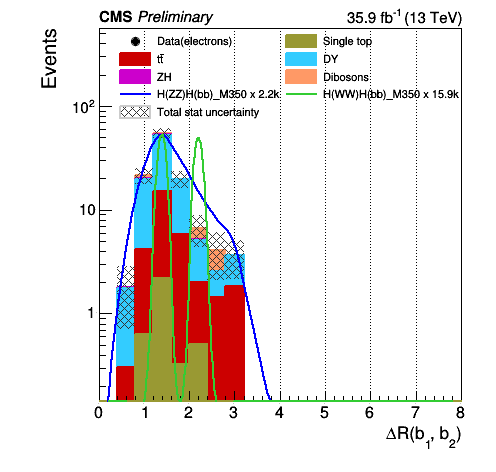 CMS Preliminary 35.9 fb⁻¹ (13 TeV)
Events
Data(electrons) Single top
tt̄ DY
ZH Dibosons
H(ZZ)H(bb)_M350 x 2.2k H(WW)H(bb)_M350 x 15.9k
Total stat uncertainty
10²
10
1
0 1 2 3 4 5 6 7 8
ΔR(b₁, b₂)